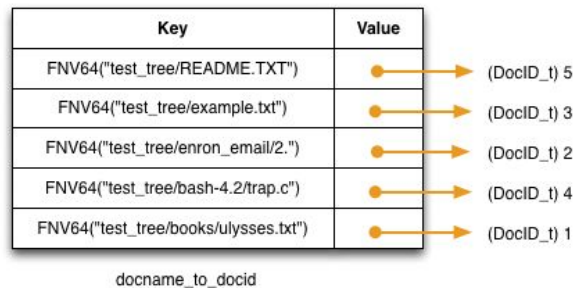 Key Value
FNV64("test_tree/README.TXT") (DocID_t) 5
FNV64("test_tree/example.txt") (DocID_t) 3
FNV64("test_tree/enron_email/2.") (DocID_t) 2
FNV64("test_tree/bash-4.2/trap.c") (DocID_t) 4
FNV64("test_tree/books/ulysses.txt") (DocID_t) 1
docname_to_docid